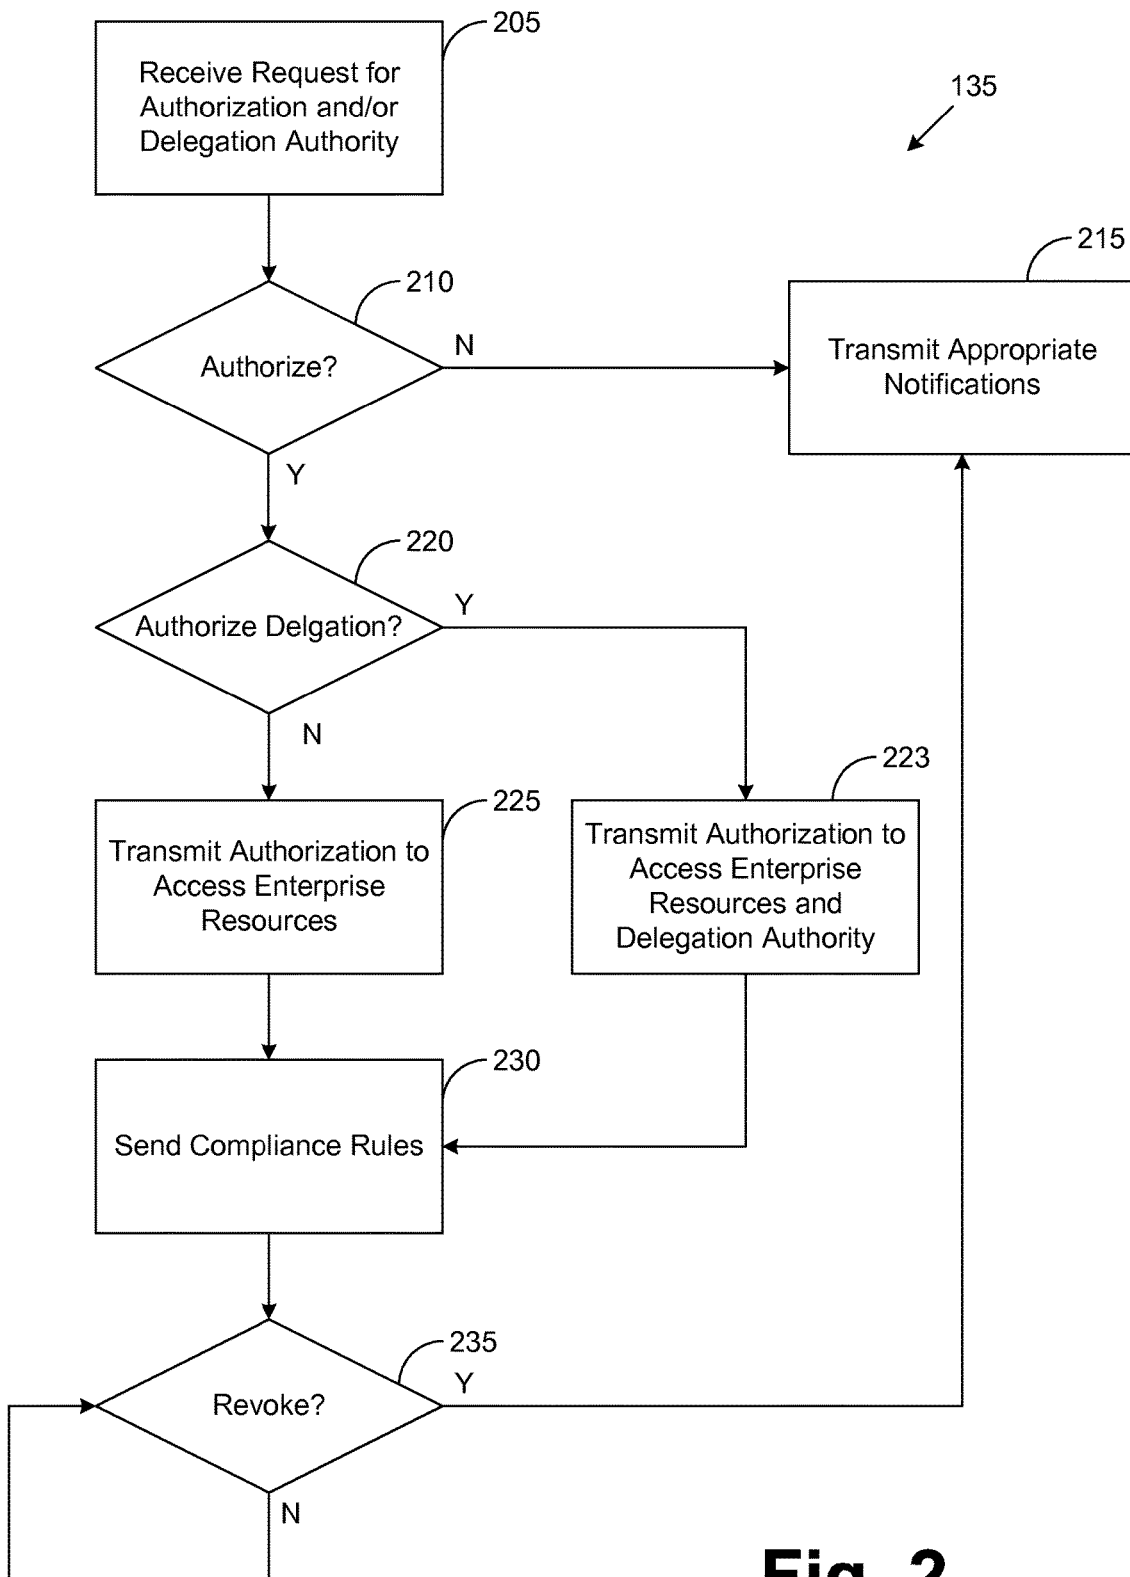 205
Receive Request for
Authorization and/or
Delegation Authority
135
215
210
Authorize?
N
Transmit Appropriate
Notifications
Y
220
Authorize Delgation?
Y
N
223
225
Transmit Authorization to
Access Enterprise
Resources
Transmit Authorization to
Access Enterprise
Resources and
Delegation Authority
230
Send Compliance Rules
235
Revoke?
Y
N
Fig. 2